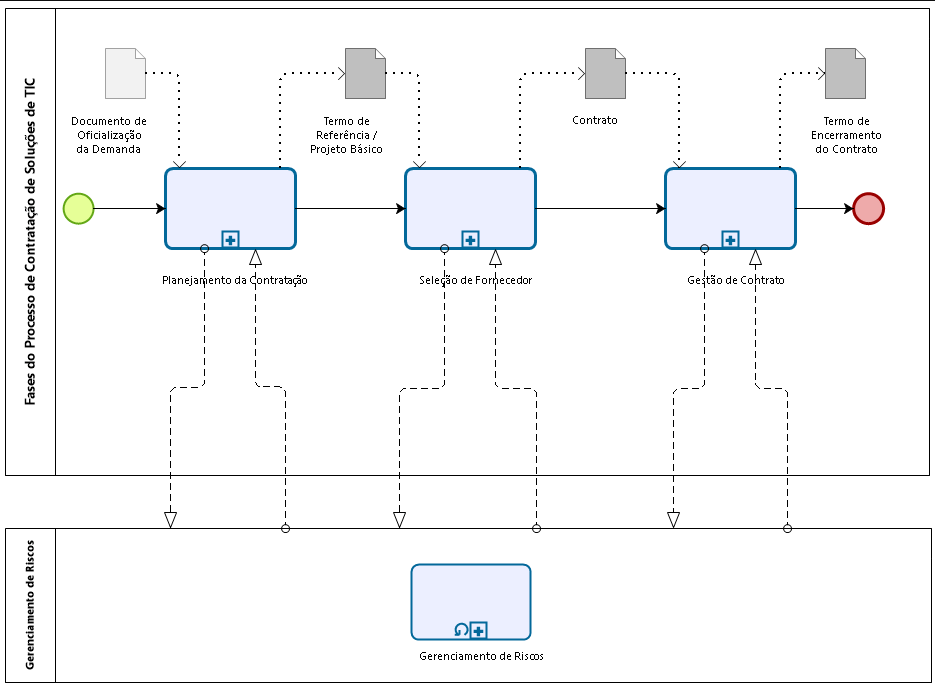 Fases do Processo de Contratação de Soluções de TIC
Documento de
Oficialização
da Demanda
Termo de
Referência /
Projeto Básico
Contrato
Termo de
Encerramento
do Contrato
Planejamento da Contratação
Seleção de Fornecedor
Gestão de Contrato
Gerenciamento de Riscos
Gerenciamento de Riscos